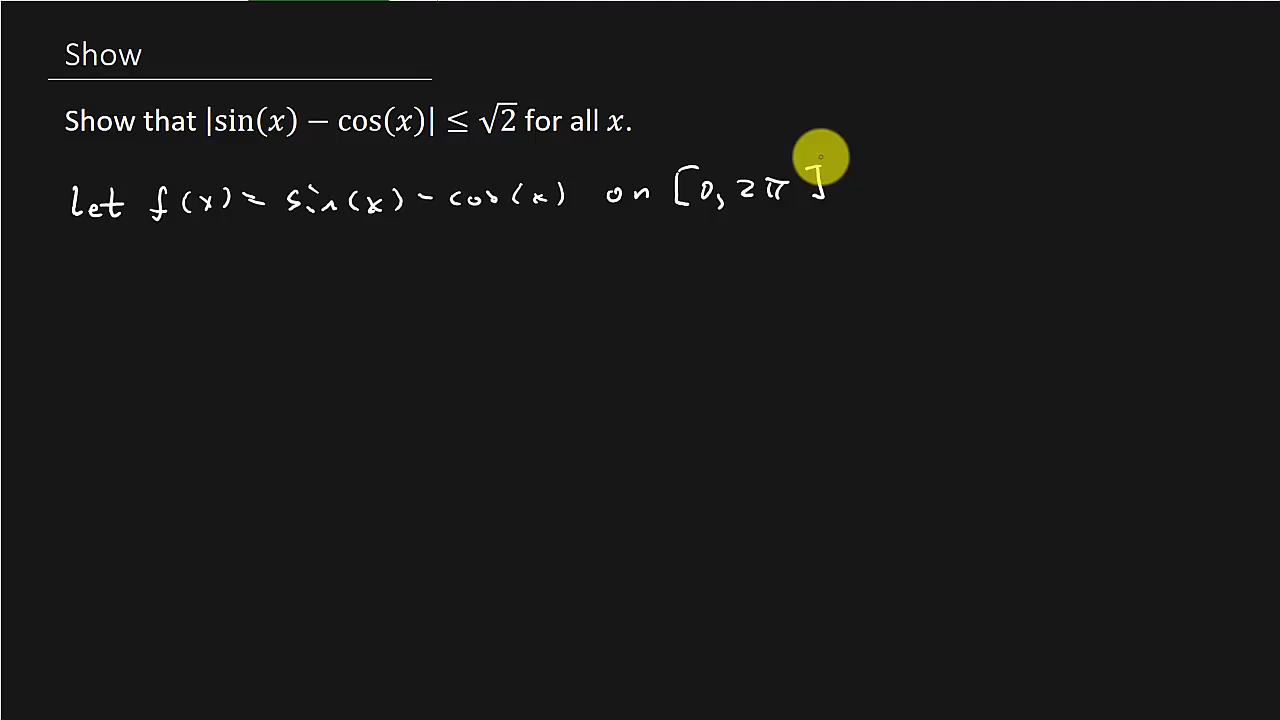 Show
Show that |sin(x) − cos(x)| ≤ √2 for all x.
Let f(x) = sin(x) - cos(x) on [0, 2π]